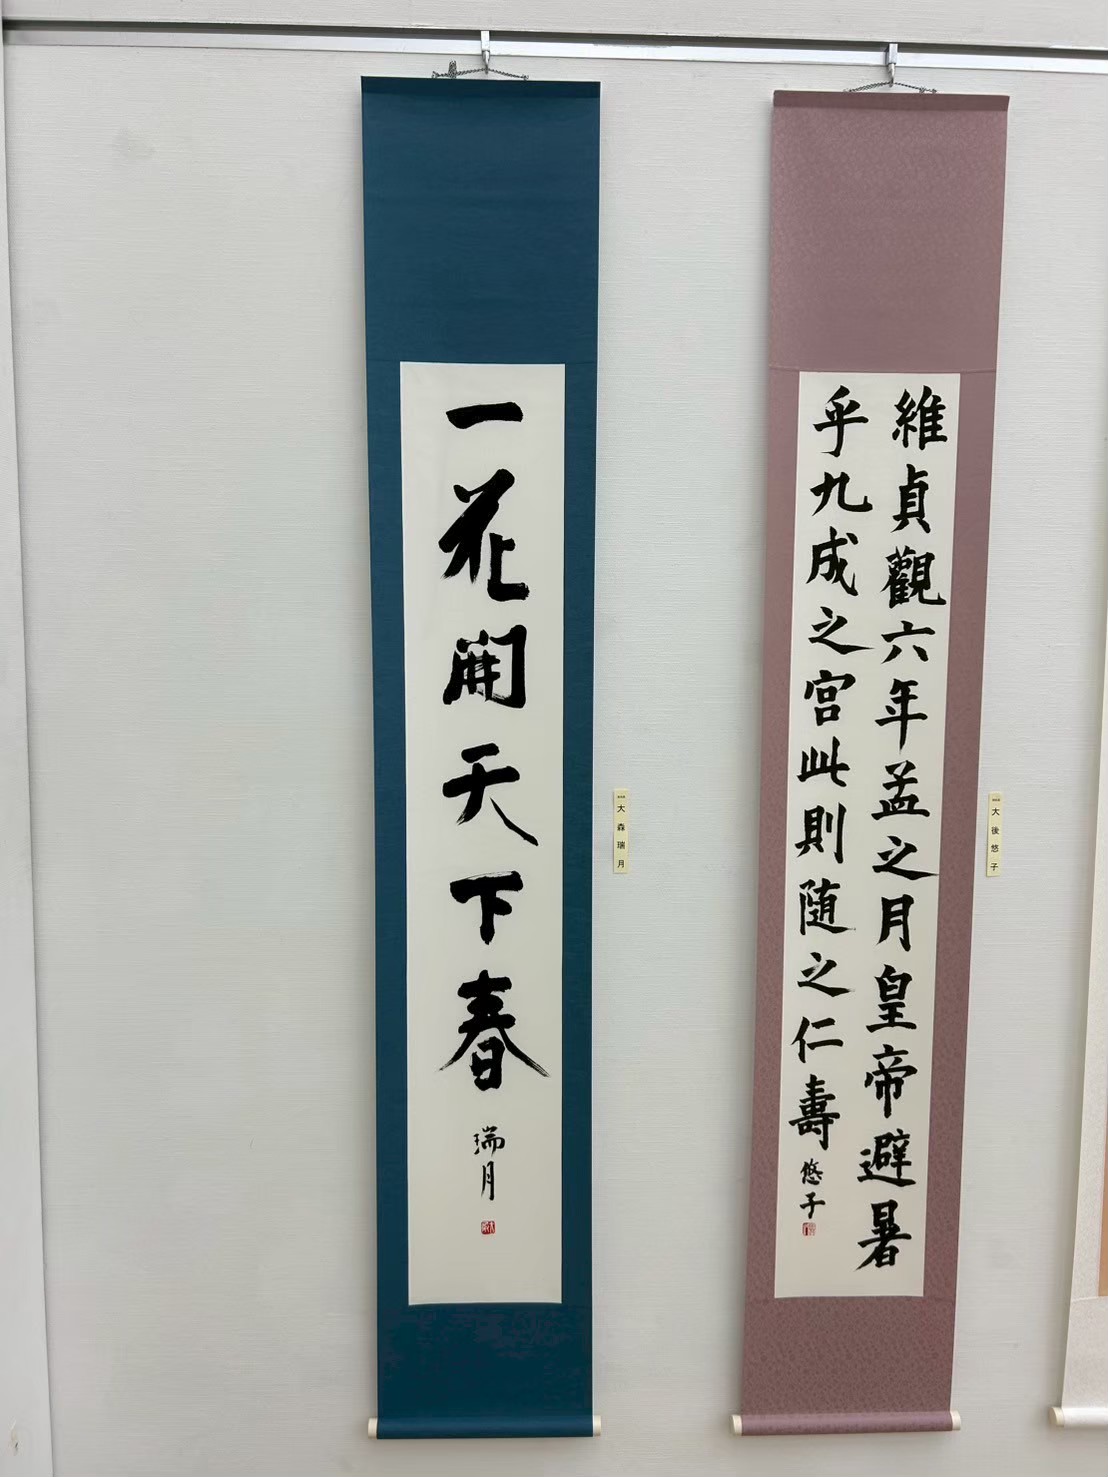 一花開天下春
瑞月
大森瑞月
維貞觀六年孟之月皇帝避暑
乎九成之宮此則随之仁壽
悠子
大後悠子